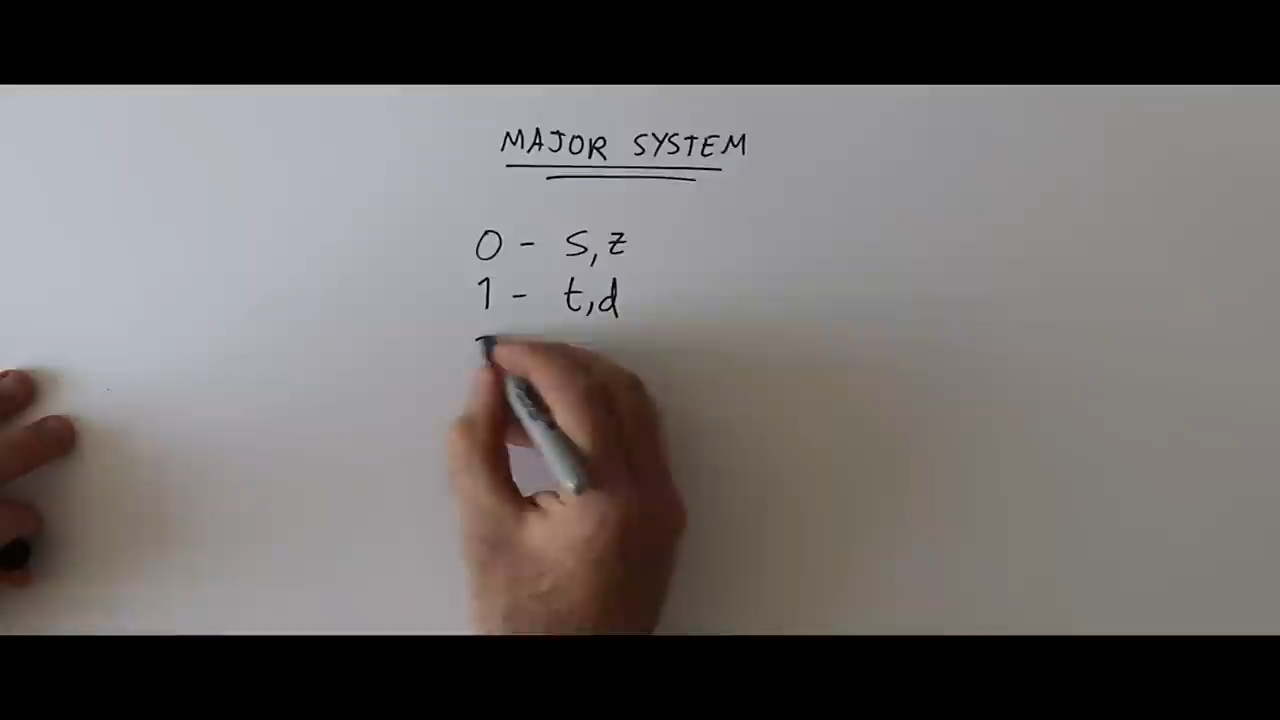 MAJOR SYSTEM
0 - S, z
1 - t, d